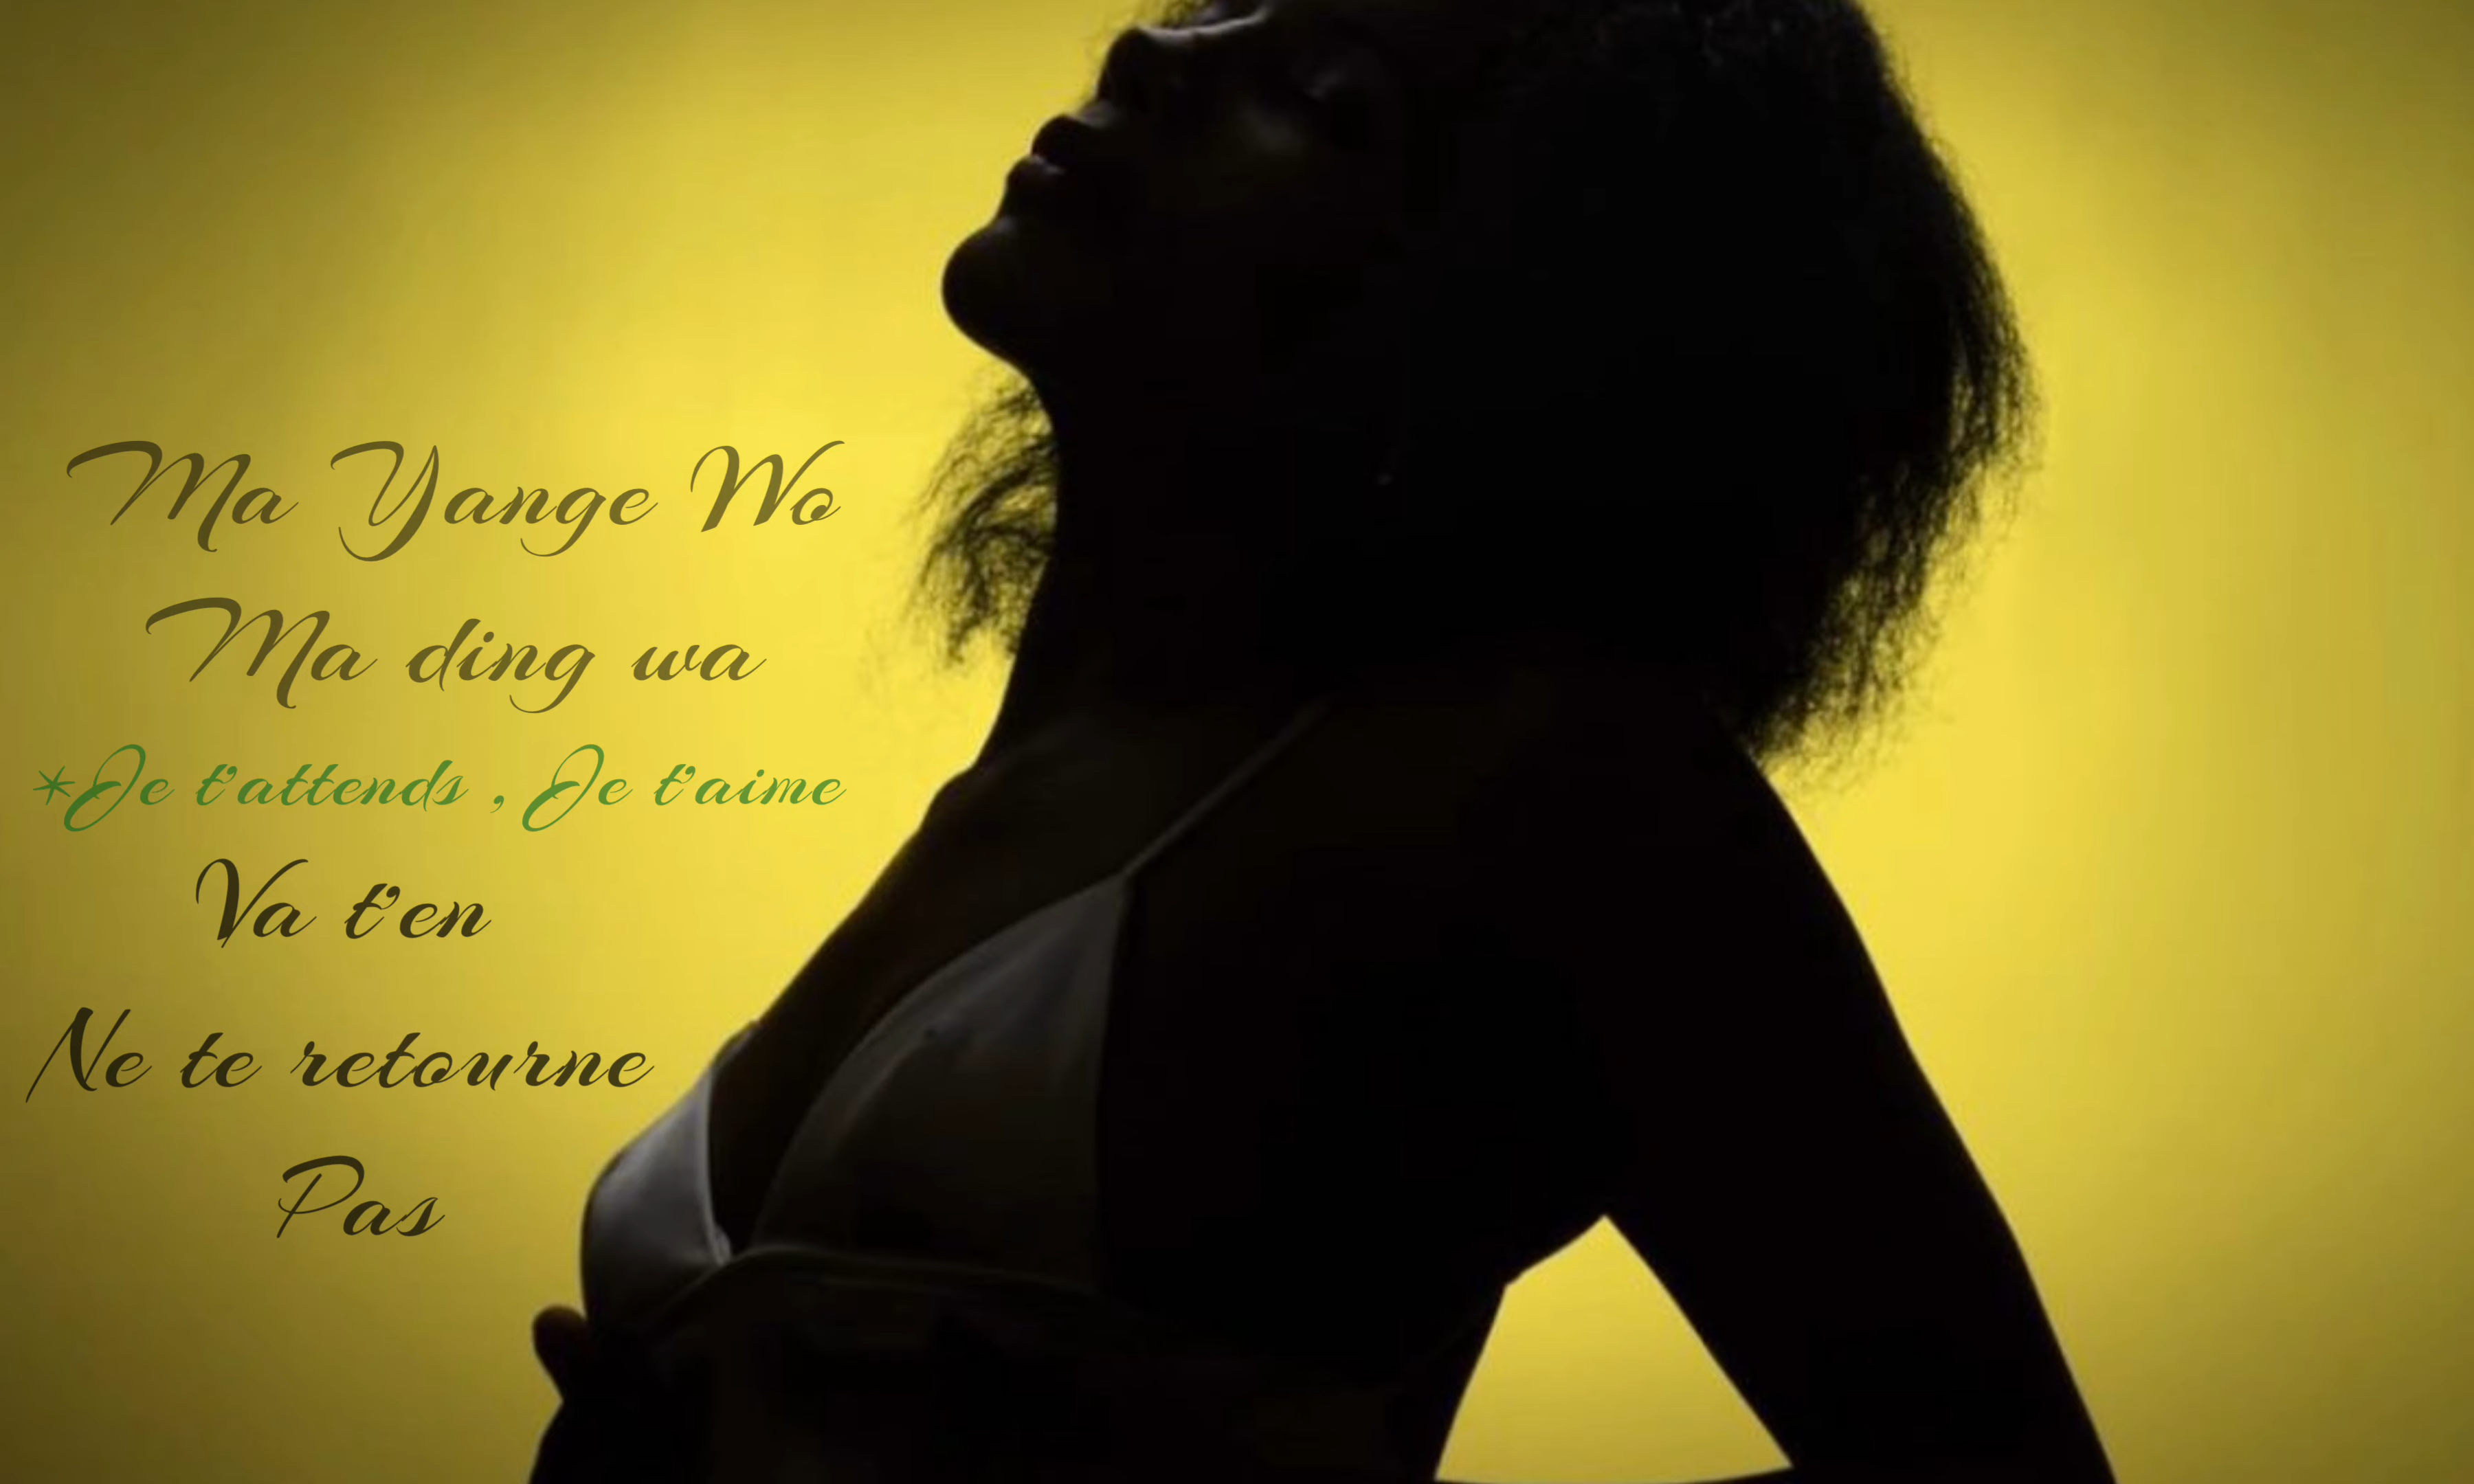 Ma Yange Wo
Ma ding wa
*Je t'attends , Je t'aime
Va t'en
Ne te retourne
Pas